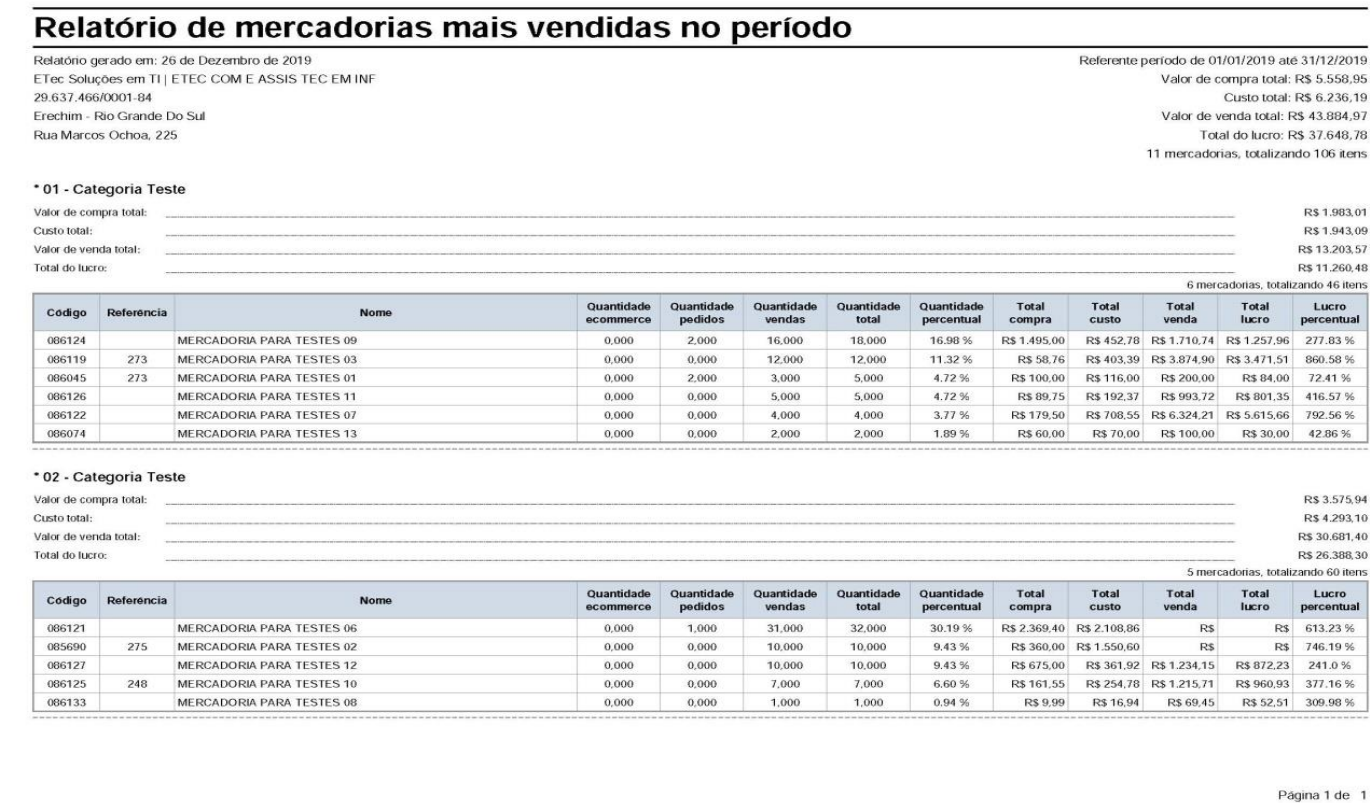 Relatório de mercadorias mais vendidas no período
Relatório gerado em: 26 de Dezembro de 2019
Referente período de 01/01/2019 até 31/12/2019
ETec Soluções em TI | ETEC COM E ASSIS TEC EM INF
Valor de compra total: R$ 5.558,95
29.637.466/0001-84
Custo total: R$ 6.236,19
Erechim - Rio Grande Do Sul
Valor de venda total: R$ 43.884,97
Rua Marcos Ochoa, 225
Total do lucro: R$ 37.648,78
11 mercadorias, totalizando 106 itens
* 01 - Categoria Teste
Valor de compra total: R$ 1.983,01
Custo total: R$ 1.943,09
Valor de venda total: R$ 13.203,57
Total do lucro: R$ 11.260,48
6 mercadorias, totalizando 46 itens
Código Referência Nome Quantidade ecommerce Quantidade pedidos Quantidade vendas Quantidade total Quantidade percentual Total compra Total custo Total venda Total lucro Lucro percentual
086124 MERCADORIA PARA TESTES 09 0,000 2,000 16,000 18,000 16.98 % R$ 1.495,00 R$ 452,78 R$ 1.710,74 R$ 1.257,96 277.83 %
086119 273 MERCADORIA PARA TESTES 03 0,000 0,000 12,000 12,000 11.32 % R$ 58,76 R$ 403,39 R$ 3.874,90 R$ 3.471,51 860.58 %
086045 273 MERCADORIA PARA TESTES 01 0,000 2,000 3,000 5,000 4.72 % R$ 100,00 R$ 116,00 R$ 200,00 R$ 84,00 72.41 %
086126 MERCADORIA PARA TESTES 11 0,000 0,000 5,000 5,000 4.72 % R$ 89,75 R$ 192,37 R$ 993,72 R$ 801,35 416.57 %
086122 MERCADORIA PARA TESTES 07 0,000 0,000 4,000 4,000 3.77 % R$ 179,50 R$ 708,55 R$ 6.324,21 R$ 5.615,66 792.56 %
086074 MERCADORIA PARA TESTES 13 0,000 0,000 2,000 2,000 1.89 % R$ 60,00 R$ 70,00 R$ 100,00 R$ 30,00 42.86 %
* 02 - Categoria Teste
Valor de compra total: R$ 3.575,94
Custo total: R$ 4.293,10
Valor de venda total: R$ 30.681,40
Total do lucro: R$ 26.388,30
5 mercadorias, totalizando 60 itens
Código Referência Nome Quantidade ecommerce Quantidade pedidos Quantidade vendas Quantidade total Quantidade percentual Total compra Total custo Total venda Total lucro Lucro percentual
086121 MERCADORIA PARA TESTES 06 0,000 1,000 31,000 32,000 30.19 % R$ 2.369,40 R$ 2.108,86 R$ R$ 613.23 %
085690 275 MERCADORIA PARA TESTES 02 0,000 0,000 10,000 10,000 9.43 % R$ 360,00 R$ 1.550,60 R$ R$ 746.19 %
086127 MERCADORIA PARA TESTES 12 0,000 0,000 10,000 10,000 9.43 % R$ 675,00 R$ 361,92 R$ 1.234,15 R$ 872,23 241.0 %
086125 248 MERCADORIA PARA TESTES 10 0,000 0,000 7,000 7,000 6.60 % R$ 161,55 R$ 254,78 R$ 1.215,71 R$ 960,93 377.16 %
086133 MERCADORIA PARA TESTES 08 0,000 0,000 1,000 1,000 0.94 % R$ 9,99 R$ 16,94 R$ 69,45 R$ 52,51 309.98 %
Página 1 de 1